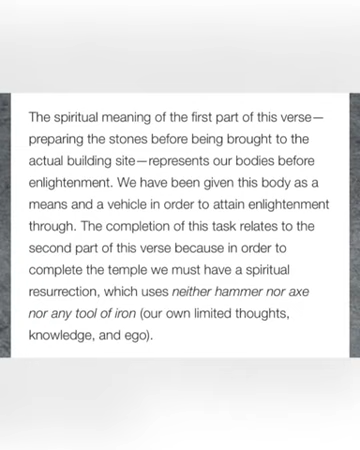 The spiritual meaning of the first part of this verse—
preparing the stones before being brought to the
actual building site—represents our bodies before
enlightenment. We have been given this body as a
means and a vehicle in order to attain enlightenment
through. The completion of this task relates to the
second part of this verse because in order to
complete the temple we must have a spiritual
resurrection, which uses neither hammer nor axe
nor any tool of iron (our own limited thoughts,
knowledge, and ego).